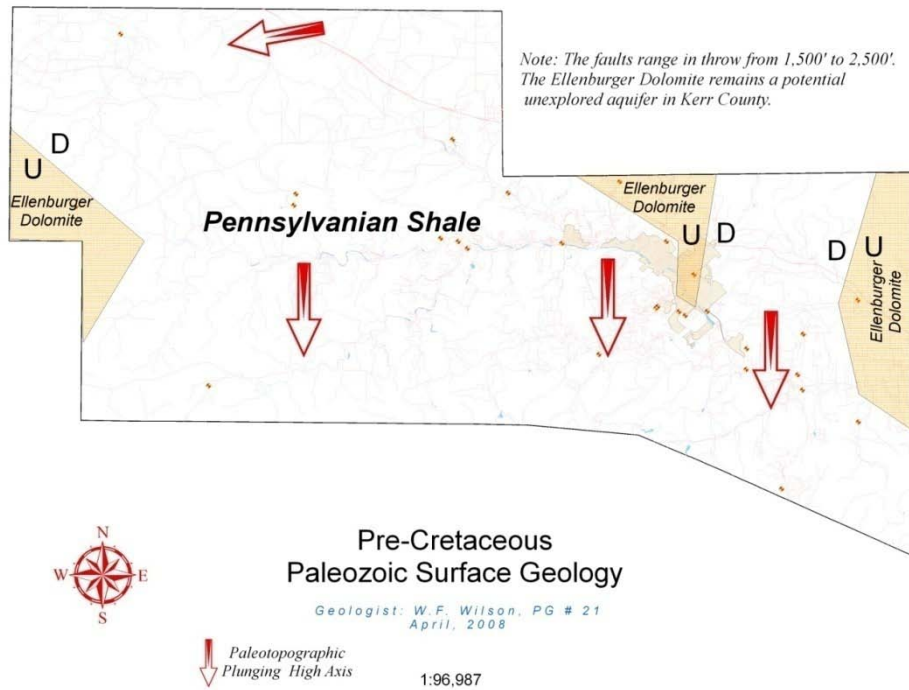 Note: The faults range in throw from 1,500' to 2,500'.
The Ellenburger Dolomite remains a potential
unexplored aquifer in Kerr County.
D
U
Ellenburger
Dolomite
Pennsylvanian Shale
Ellenburger
Dolomite
U D
D U
Ellenburger
Dolomite
N
W E
S
Pre-Cretaceous
Paleozoic Surface Geology
Geologist: W.F. Wilson, PG # 21
April, 2008
Paleotopographic
Plunging High Axis
1:96,987